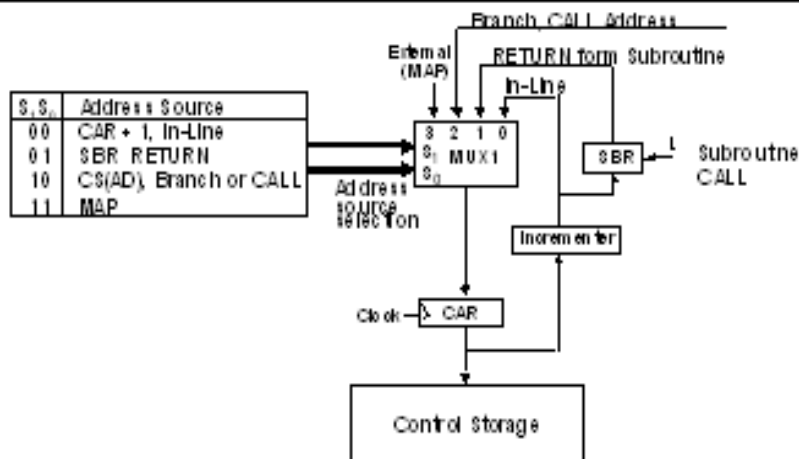 Branch, CALL Address
External
(MAP)
RETURN form Subroutine
In-Line
S₁S₀ Address Source
00 CAR + 1, In-Line
01 SBR RETURN
10 CS(AD), Branch or CALL
11 MAP
3 2 1 0
S₁ MUX1
S₀
SBR
L
Subroutine
CALL
Address
source
selection
Incrementer
Clock
CAR
Control Storage